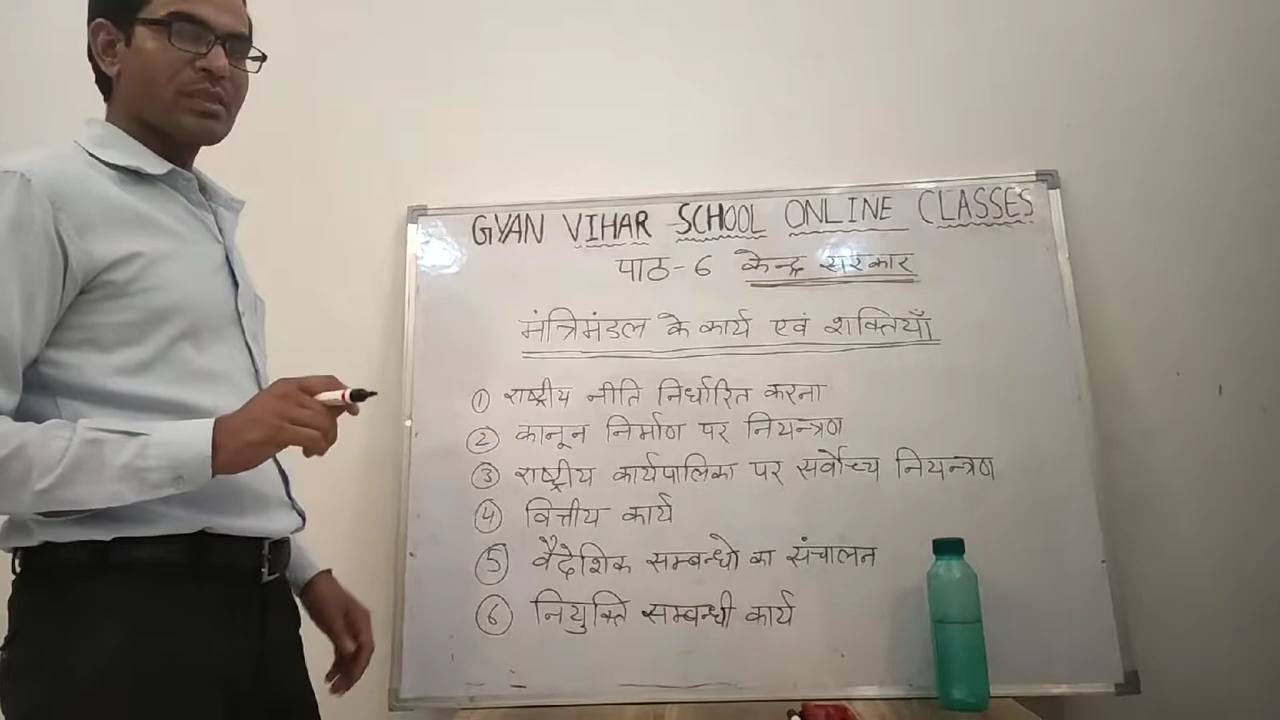 GYAN VIHAR SCHOOL ONLINE CLASSES
पाठ-6 केन्द्र सरकार
मंत्रिमंडल के कार्य एवं शक्तियाँ
① राष्ट्रीय नीति निर्धारित करना
② कानून निर्माण पर नियन्त्रण
③ राष्ट्रीय कार्यपालिका पर सर्वोच्च नियन्त्रण
④ वित्तीय कार्य
⑤ वैदेशिक सम्बन्धो का संचालन
⑥ नियुक्ति सम्बन्धी कार्य